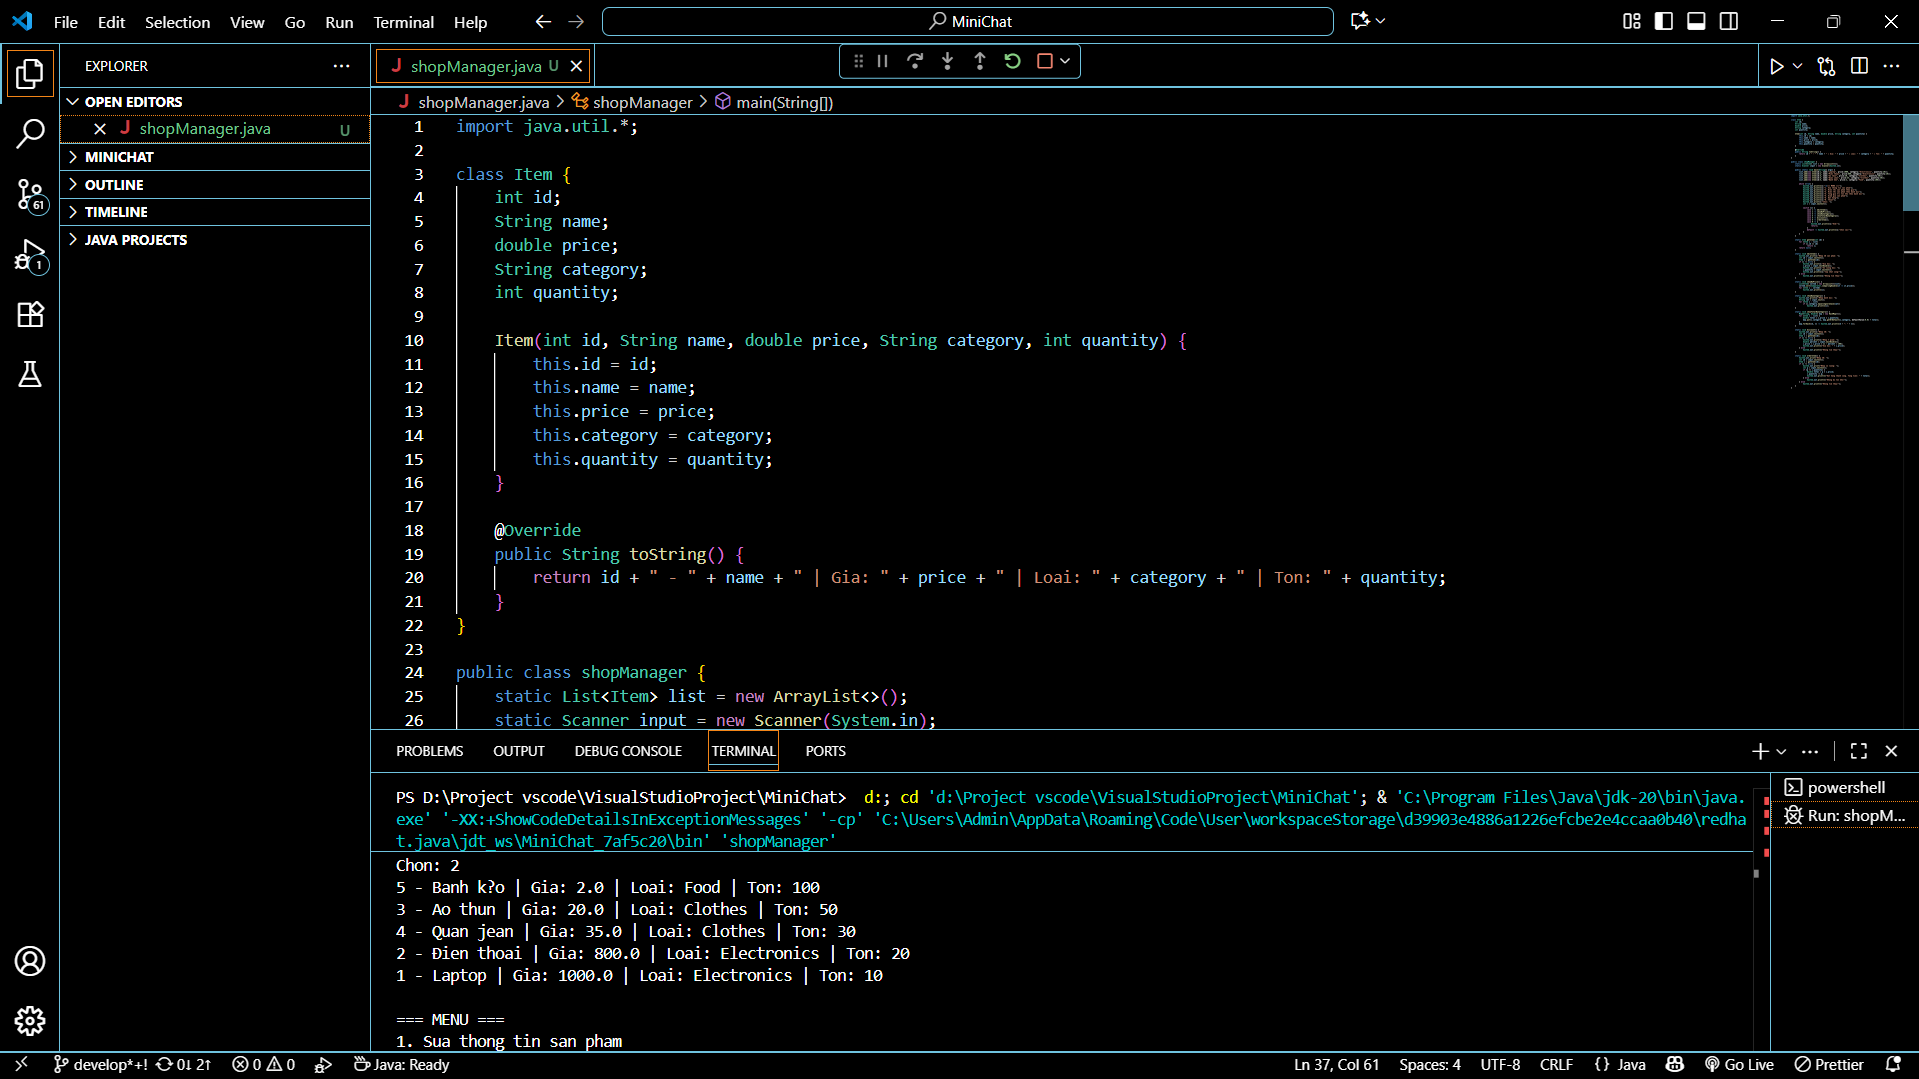 File Edit Selection View Go Run Terminal Help
MiniChat
EXPLORER
OPEN EDITORS
shopManager.java U
MINICHAT
OUTLINE
TIMELINE
JAVA PROJECTS
61
1
shopManager.java U
shopManager.java > shopManager > main(String[])
1 import java.util.*;
2
3 class Item {
4 int id;
5 String name;
6 double price;
7 String category;
8 int quantity;
9
10 Item(int id, String name, double price, String category, int quantity) {
11 this.id = id;
12 this.name = name;
13 this.price = price;
14 this.category = category;
15 this.quantity = quantity;
16 }
17
18 @Override
19 public String toString() {
20 return id + " - " + name + " | Gia: " + price + " | Loai: " + category + " | Ton: " + quantity;
21 }
22 }
23
24 public class shopManager {
25 static List<Item> list = new ArrayList<>();
26 static Scanner input = new Scanner(System.in);
PROBLEMS OUTPUT DEBUG CONSOLE TERMINAL PORTS
PS D:\Project vscode\VisualStudioProject\MiniChat> d:; cd 'd:\Project vscode\VisualStudioProject\MiniChat'; & 'C:\Program Files\Java\jdk-20\bin\java.
exe' '-XX:+ShowCodeDetailsInExceptionMessages' '-cp' 'C:\Users\Admin\AppData\Roaming\Code\User\workspaceStorage\d39903e4886a1226efcbe2e4ccaa0b40\redha
t.java\jdt_ws\MiniChat_7af5c20\bin' 'shopManager'
Chon: 2
5 - Banh k?o | Gia: 2.0 | Loai: Food | Ton: 100
3 - Ao thun | Gia: 20.0 | Loai: Clothes | Ton: 50
4 - Quan jean | Gia: 35.0 | Loai: Clothes | Ton: 30
2 - Đien thoai | Gia: 800.0 | Loai: Electronics | Ton: 20
1 - Laptop | Gia: 1000.0 | Loai: Electronics | Ton: 10
=== MENU ===
1. Sua thong tin san pham
powershell
Run: shopM...
develop*+! 0↓ 2↑ 0 0 Java: Ready
Ln 37, Col 61 Spaces: 4 UTF-8 CRLF {} Java Go Live Prettier